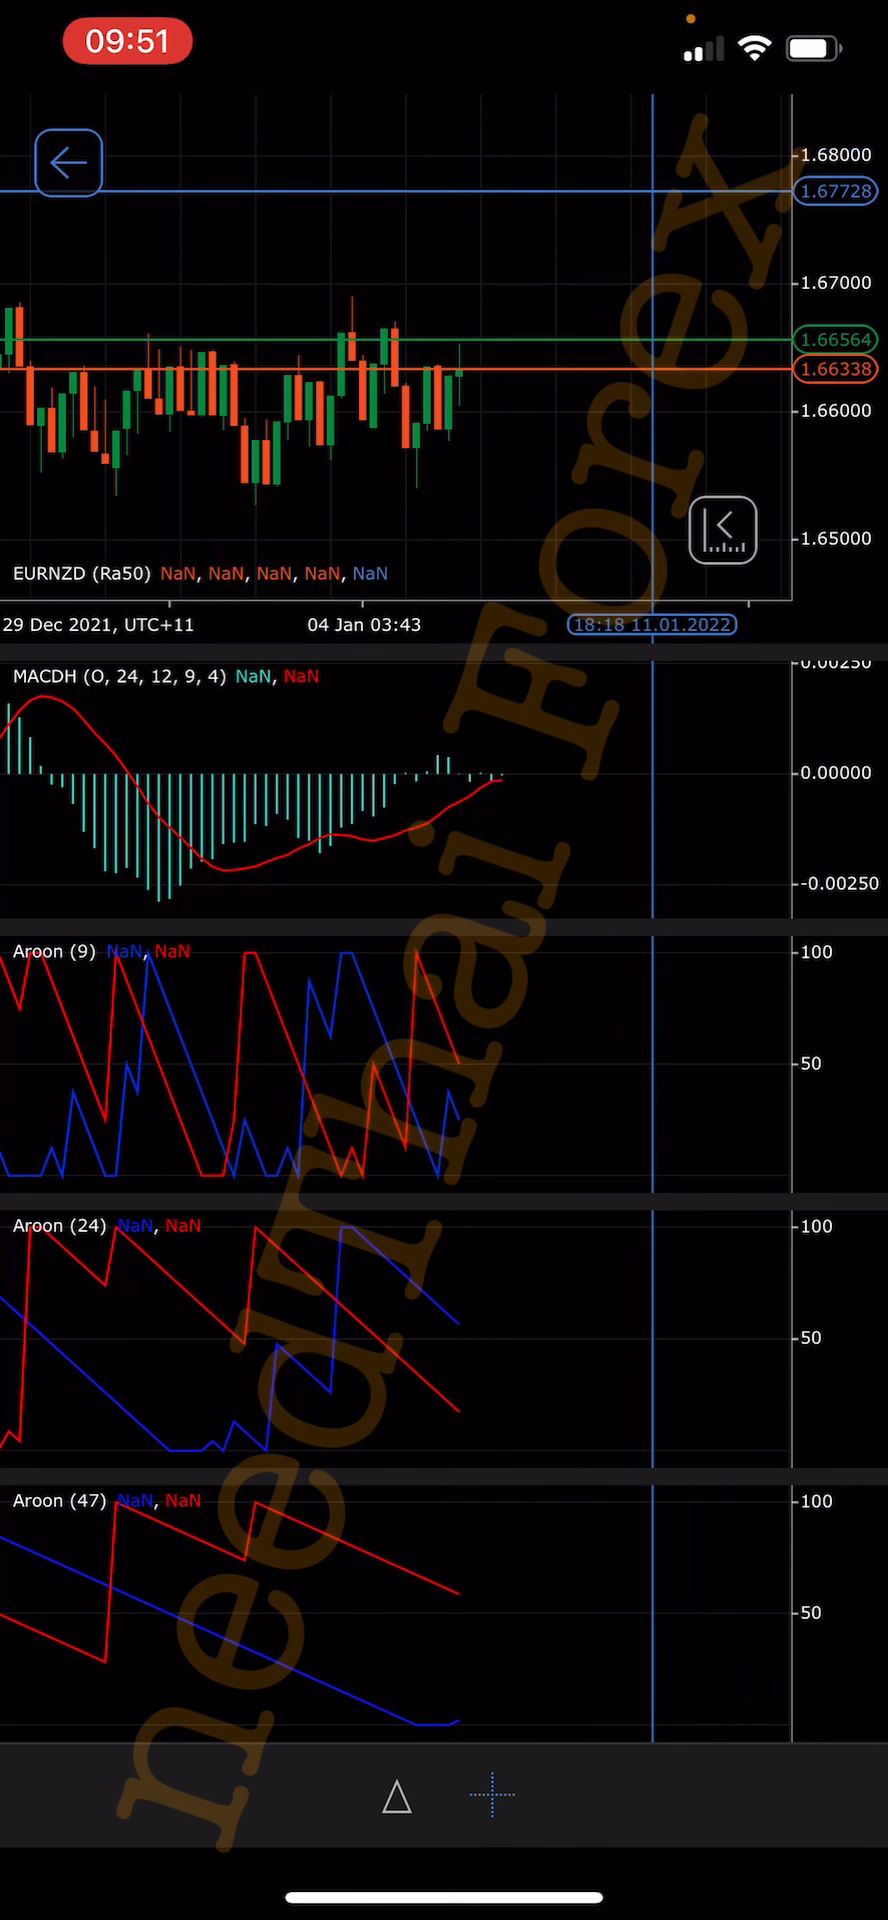 09:51
1.68000
1.67728
1.67000
1.66564
1.66338
1.66000
1.65000
EURNZD (Ra50) NaN, NaN, NaN, NaN, NaN
29 Dec 2021, UTC+11 04 Jan 03:43 18:18 11.01.2022
0.00250
MACDH (O, 24, 12, 9, 4) NaN, NaN
0.00000
-0.00250
Aroon (9) NaN, NaN 100
50
Aroon (24) NaN, NaN 100
50
Aroon (47) NaN, NaN 100
50